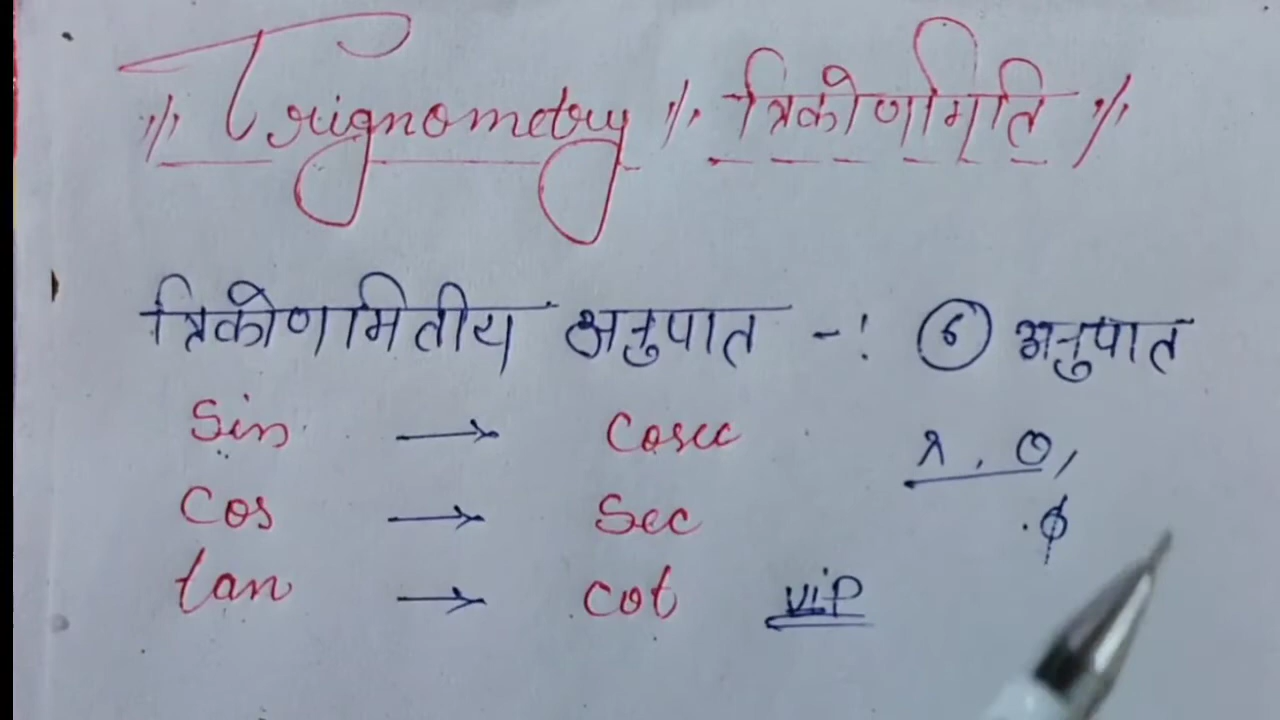 Trignometry त्रिकोणमिति
त्रिकोणमितीय अनुपात -: 6 अनुपात
Sin → Cosec
Cos → Sec
tan → cot VIP
θ,
.ϕ